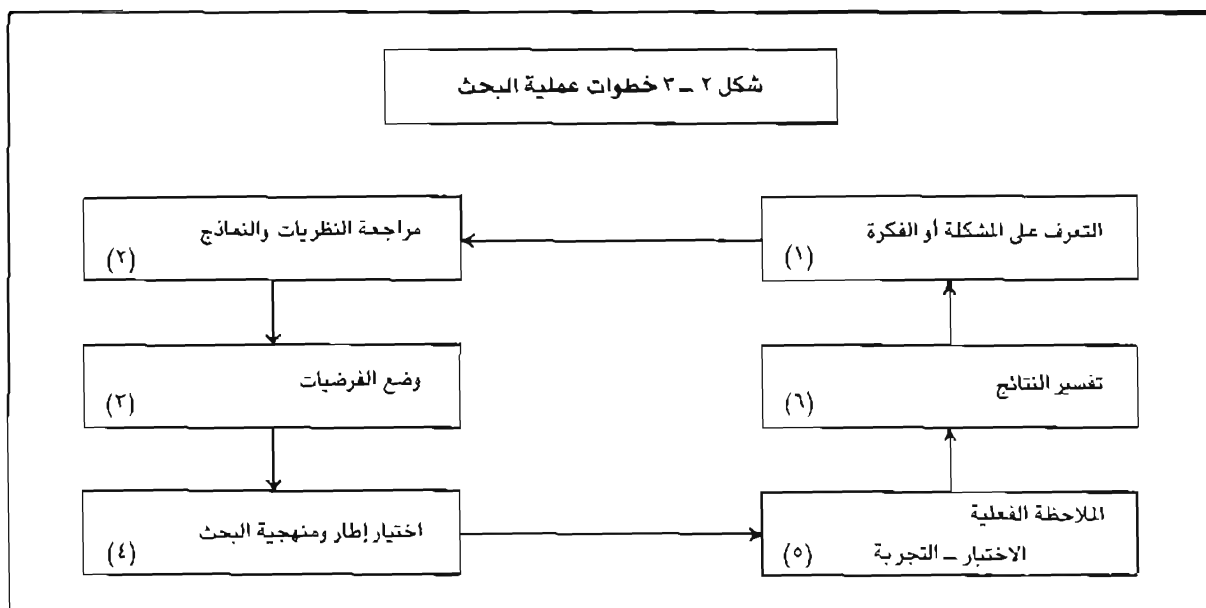 شكل ٢ – ٣ خطوات عملية البحث
التعرف على المشكلة أو الفكرة
(١)
مراجعة النظريات والنماذج
(٢)
وضع الفرضيات
(٣)
اختيار إطار ومنهجية البحث
(٤)
الملاحظة الفعلية
الاختبار – التجربة
(٥)
تفسير النتائج
(٦)